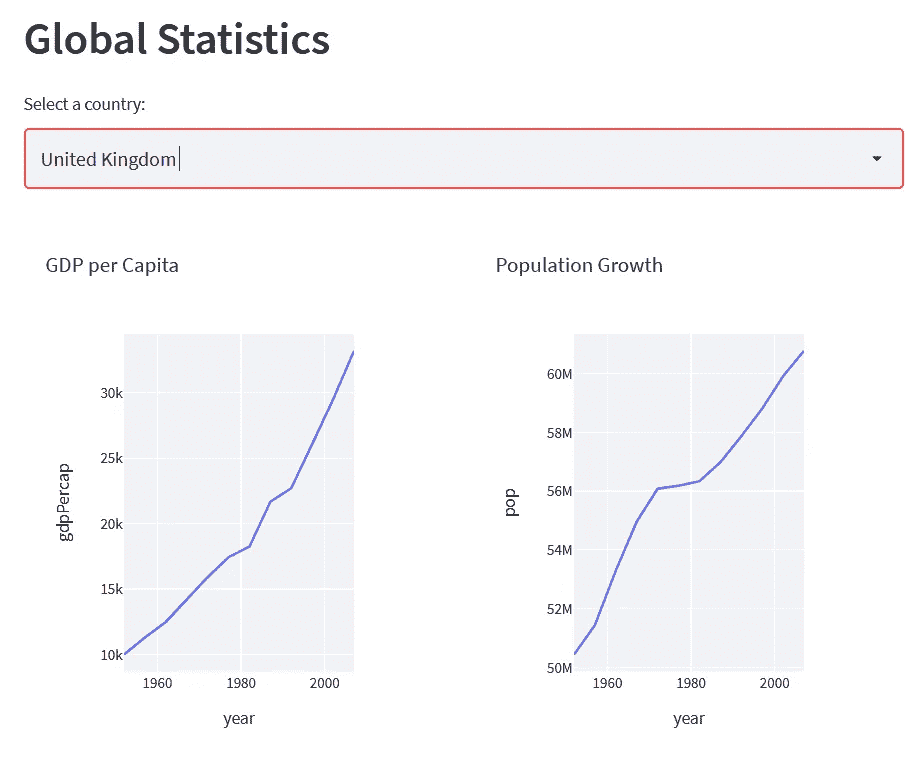 Global Statistics
Select a country:
United Kingdom
GDP per Capita
30k
25k
20k
15k
10k
gdpPercap
1960 1980 2000
year
Population Growth
60M
58M
56M
54M
52M
50M
pop
1960 1980 2000
year